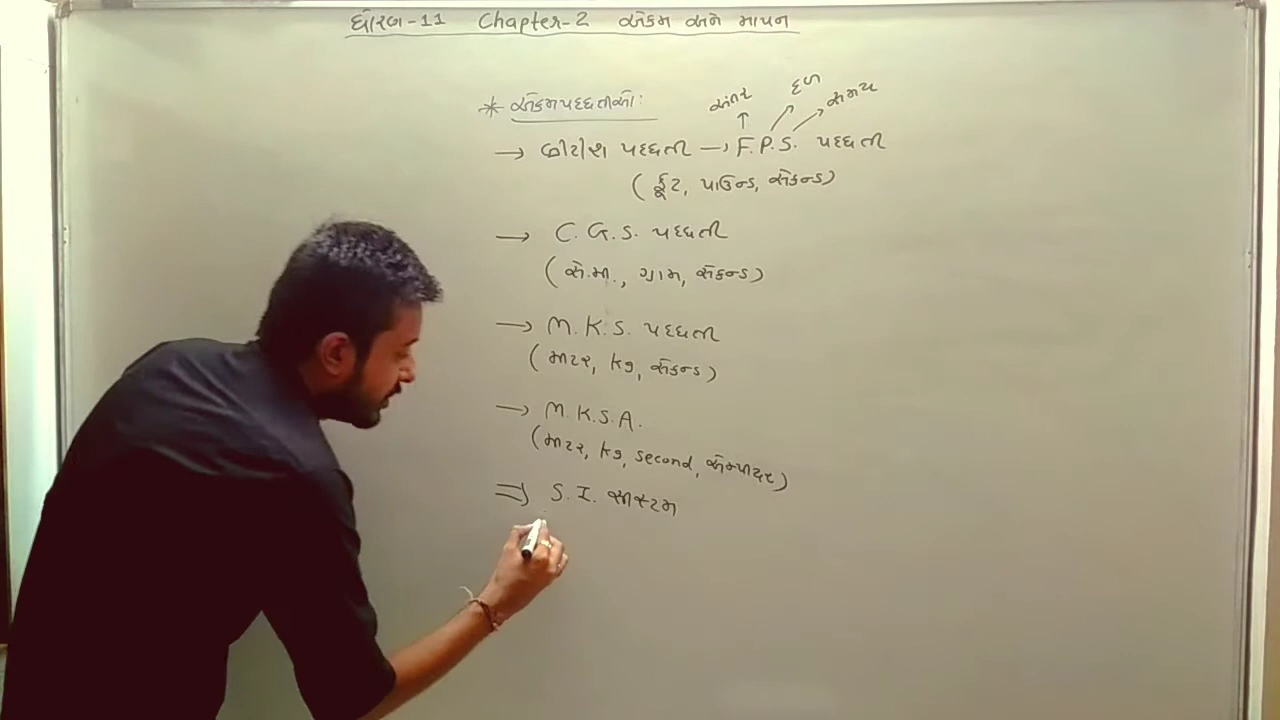 ધોરણ-11 Chapter-2 એકમ અને માપન
* એકમપદ્ધતીઓ:
અંતર દળ સમય
→ બ્રીટીશ પદ્ધતી → F.P.S. પદ્ધતી
(ફૂટ, પાઉન્ડ, સેકન્ડ)
→ C.G.S. પદ્ધતી
(સે.મી., ગ્રામ, સેકન્ડ)
→ M.K.S. પદ્ધતી
(મીટર, kg, સેકન્ડ)
→ M.K.S.A.
(મીટર, kg, second, એમ્પીયર)
⇒ S.I. સીસ્ટમ